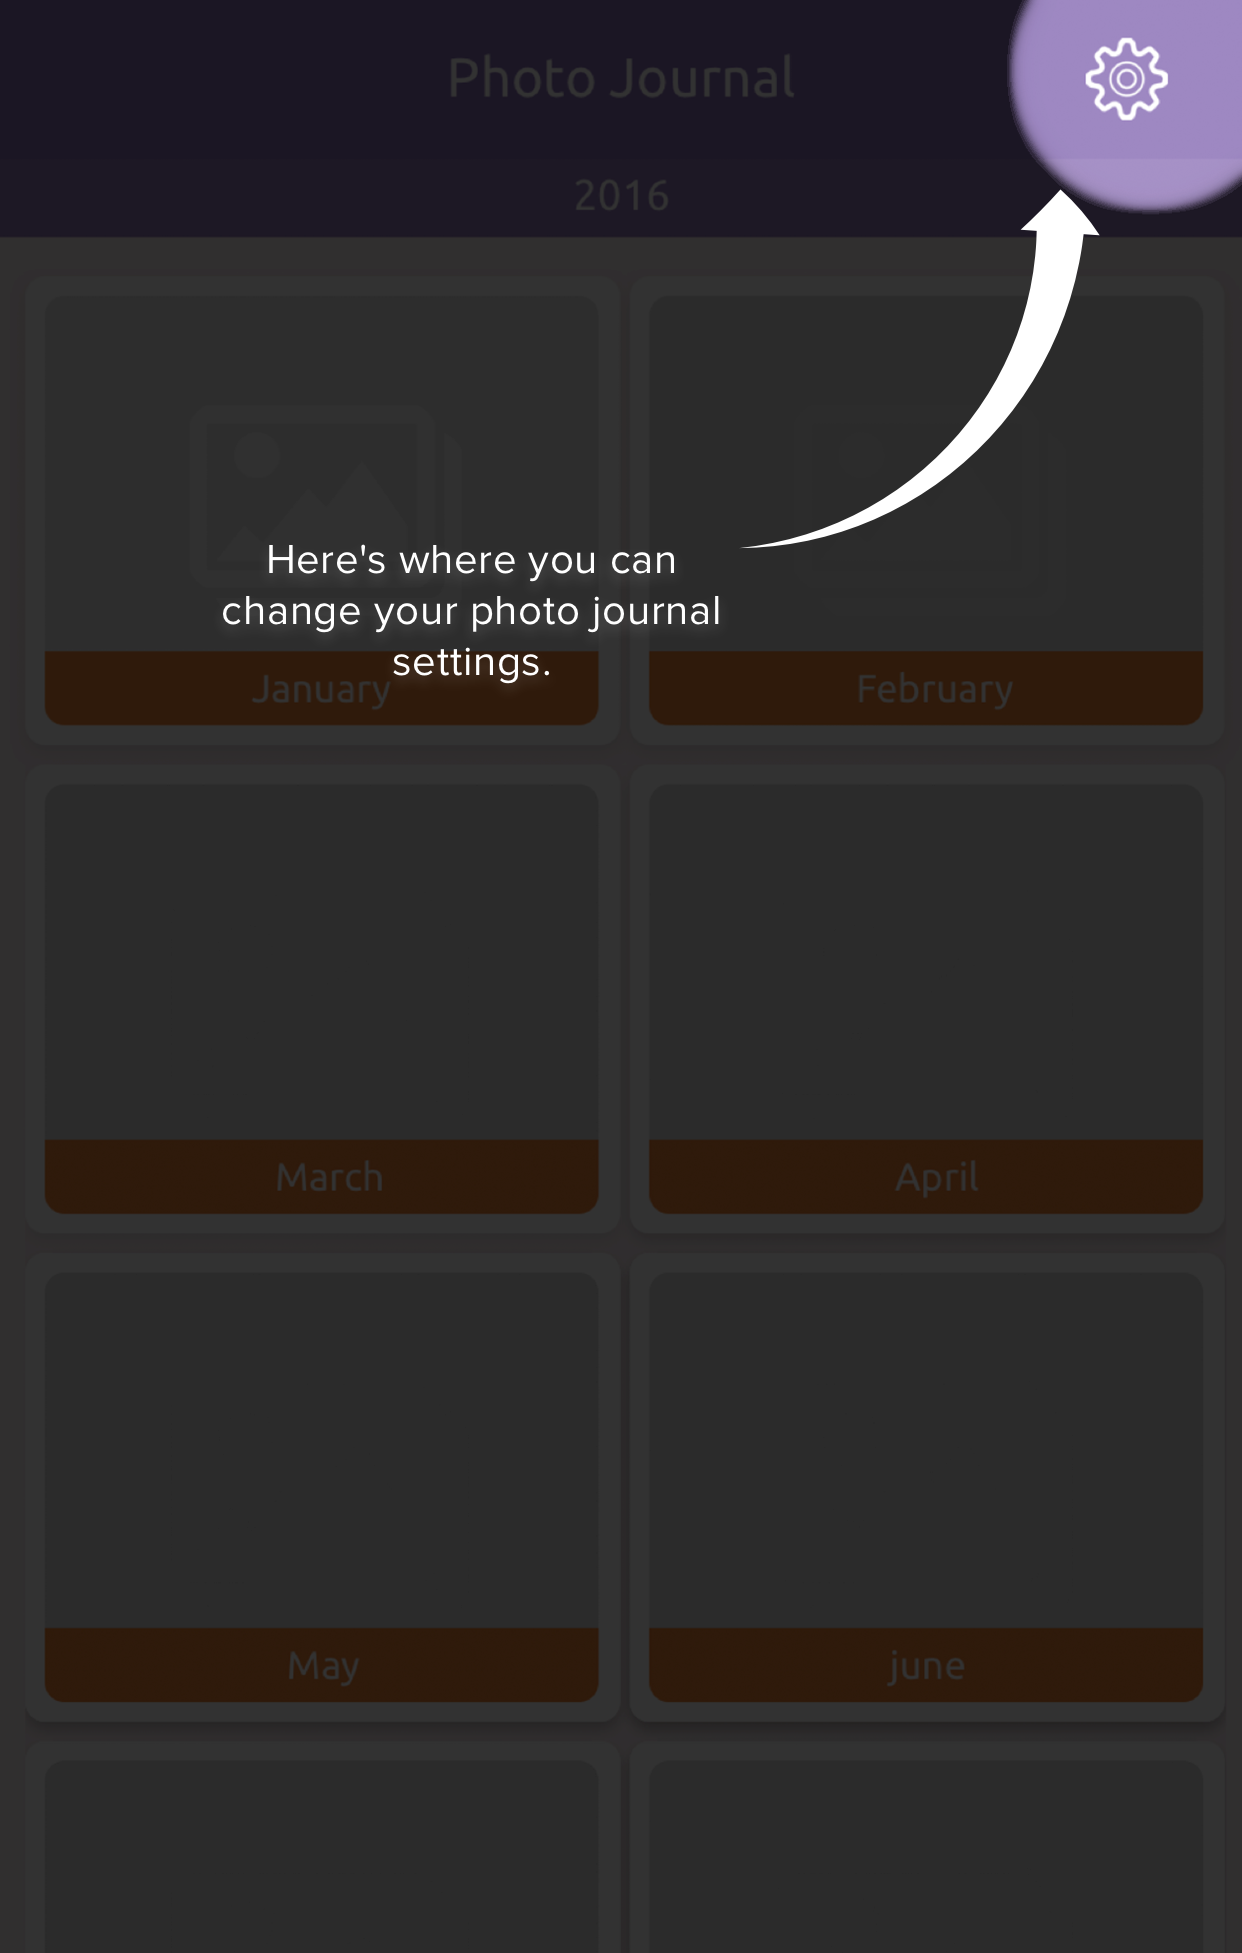 Photo Journal
2016
Here's where you can
change your photo journal
settings.
January
February
March
April
May
june